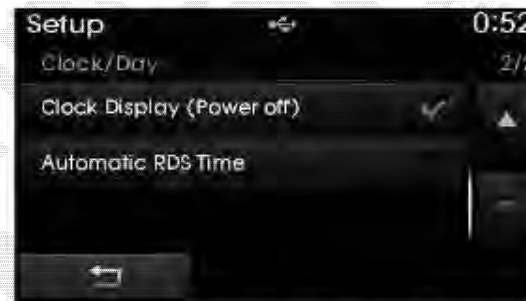 Setup 0:52
Clock/Day 2/2
Clock Display (Power off)
Automatic RDS Time